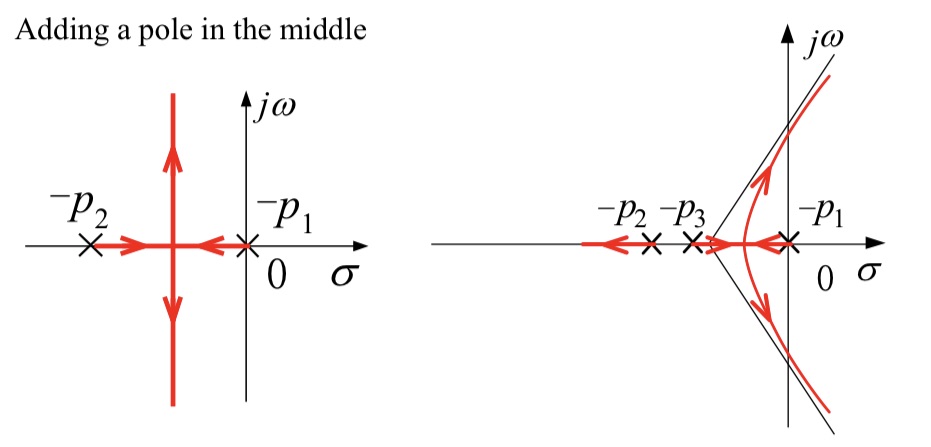 Adding a pole in the middle
jω
−p₂
−p₁
0
σ
jω
−p₂
−p₃
−p₁
0
σ